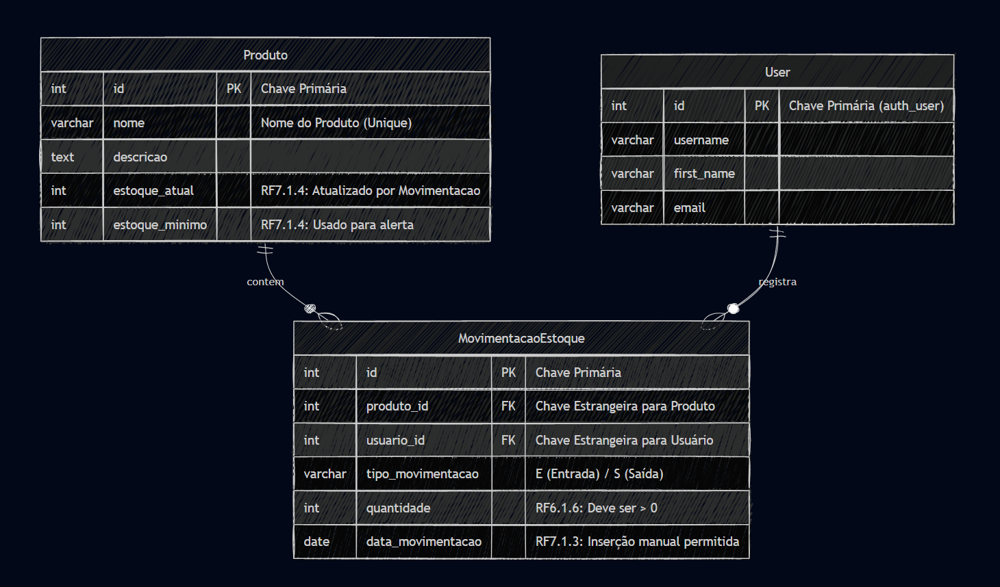 Produto
int id PK Chave Primária
varchar nome Nome do Produto (Unique)
text descricao
int estoque_atual RF7.1.4: Atualizado por Movimentacao
int estoque_minimo RF7.1.4: Usado para alerta
User
int id PK Chave Primária (auth_user)
varchar username
varchar first_name
varchar email
contem
registra
MovimentacaoEstoque
int id PK Chave Primária
int produto_id FK Chave Estrangeira para Produto
int usuario_id FK Chave Estrangeira para Usuário
varchar tipo_movimentacao E (Entrada) / S (Saída)
int quantidade RF6.1.6: Deve ser > 0
date data_movimentacao RF7.1.3: Inserção manual permitida